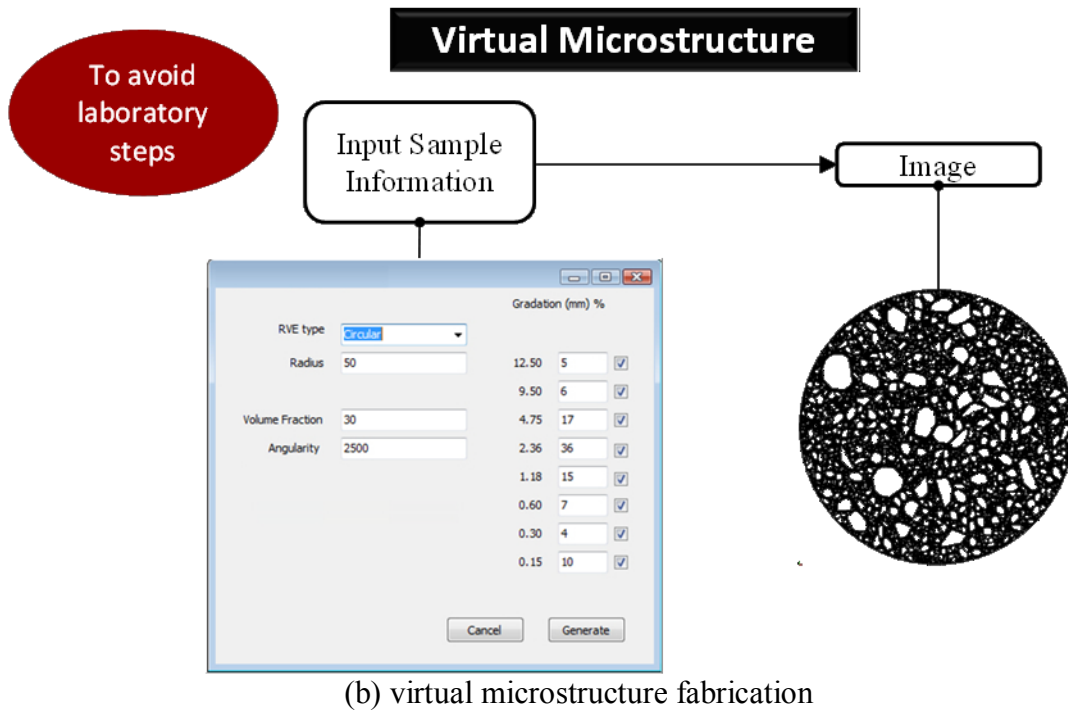 Virtual Microstructure
To avoid
laboratory
steps
Input Sample
Information
Image
Gradation (mm) %
RVE type Circular
Radius 50 12.50 5
9.50 6
Volume Fraction 30 4.75 17
Angularity 2500 2.36 36
1.18 15
0.60 7
0.30 4
0.15 10
Cancel Generate
(b) virtual microstructure fabrication